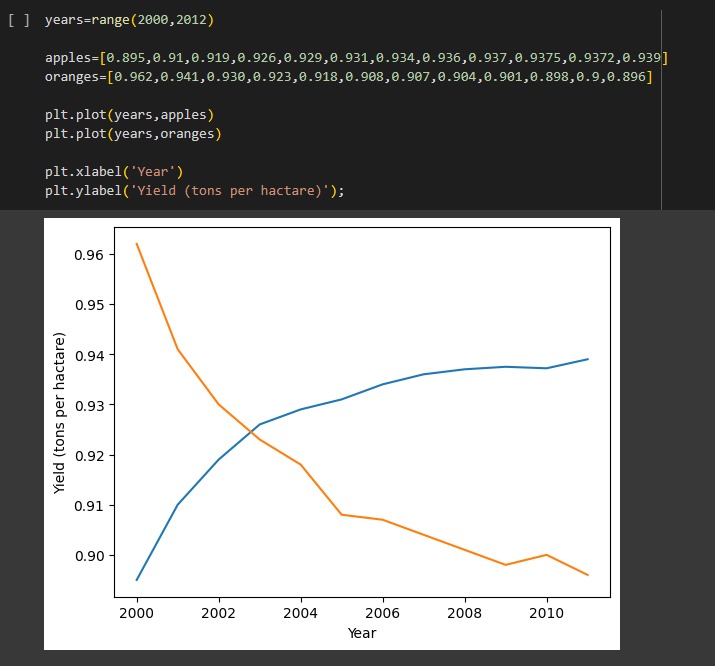 [ ] years=range(2000,2012)
apples=[0.895,0.91,0.919,0.926,0.929,0.931,0.934,0.936,0.937,0.9375,0.9372,0.939]
oranges=[0.962,0.941,0.930,0.923,0.918,0.908,0.907,0.904,0.901,0.898,0.9,0.896]
plt.plot(years,apples)
plt.plot(years,oranges)
plt.xlabel('Year')
plt.ylabel('Yield (tons per hactare)');
0.96
0.95
0.94
0.93
0.92
0.91
0.90
Yield (tons per hactare)
2000 2002 2004 2006 2008 2010
Year